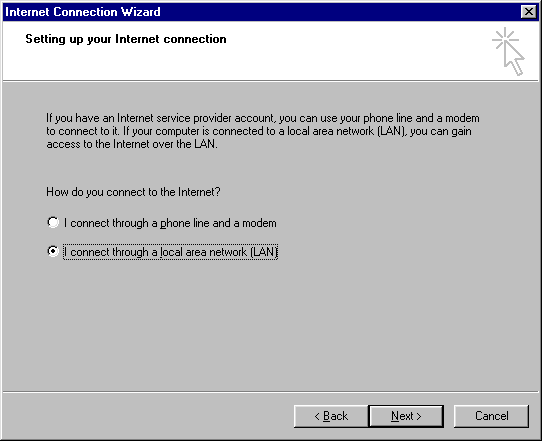 Internet Connection Wizard
Setting up your Internet connection
If you have an Internet service provider account, you can use your phone line and a modem
to connect to it. If your computer is connected to a local area network (LAN), you can gain
access to the Internet over the LAN.
How do you connect to the Internet?
I connect through a phone line and a modem
I connect through a local area network (LAN)
< Back
Next >
Cancel